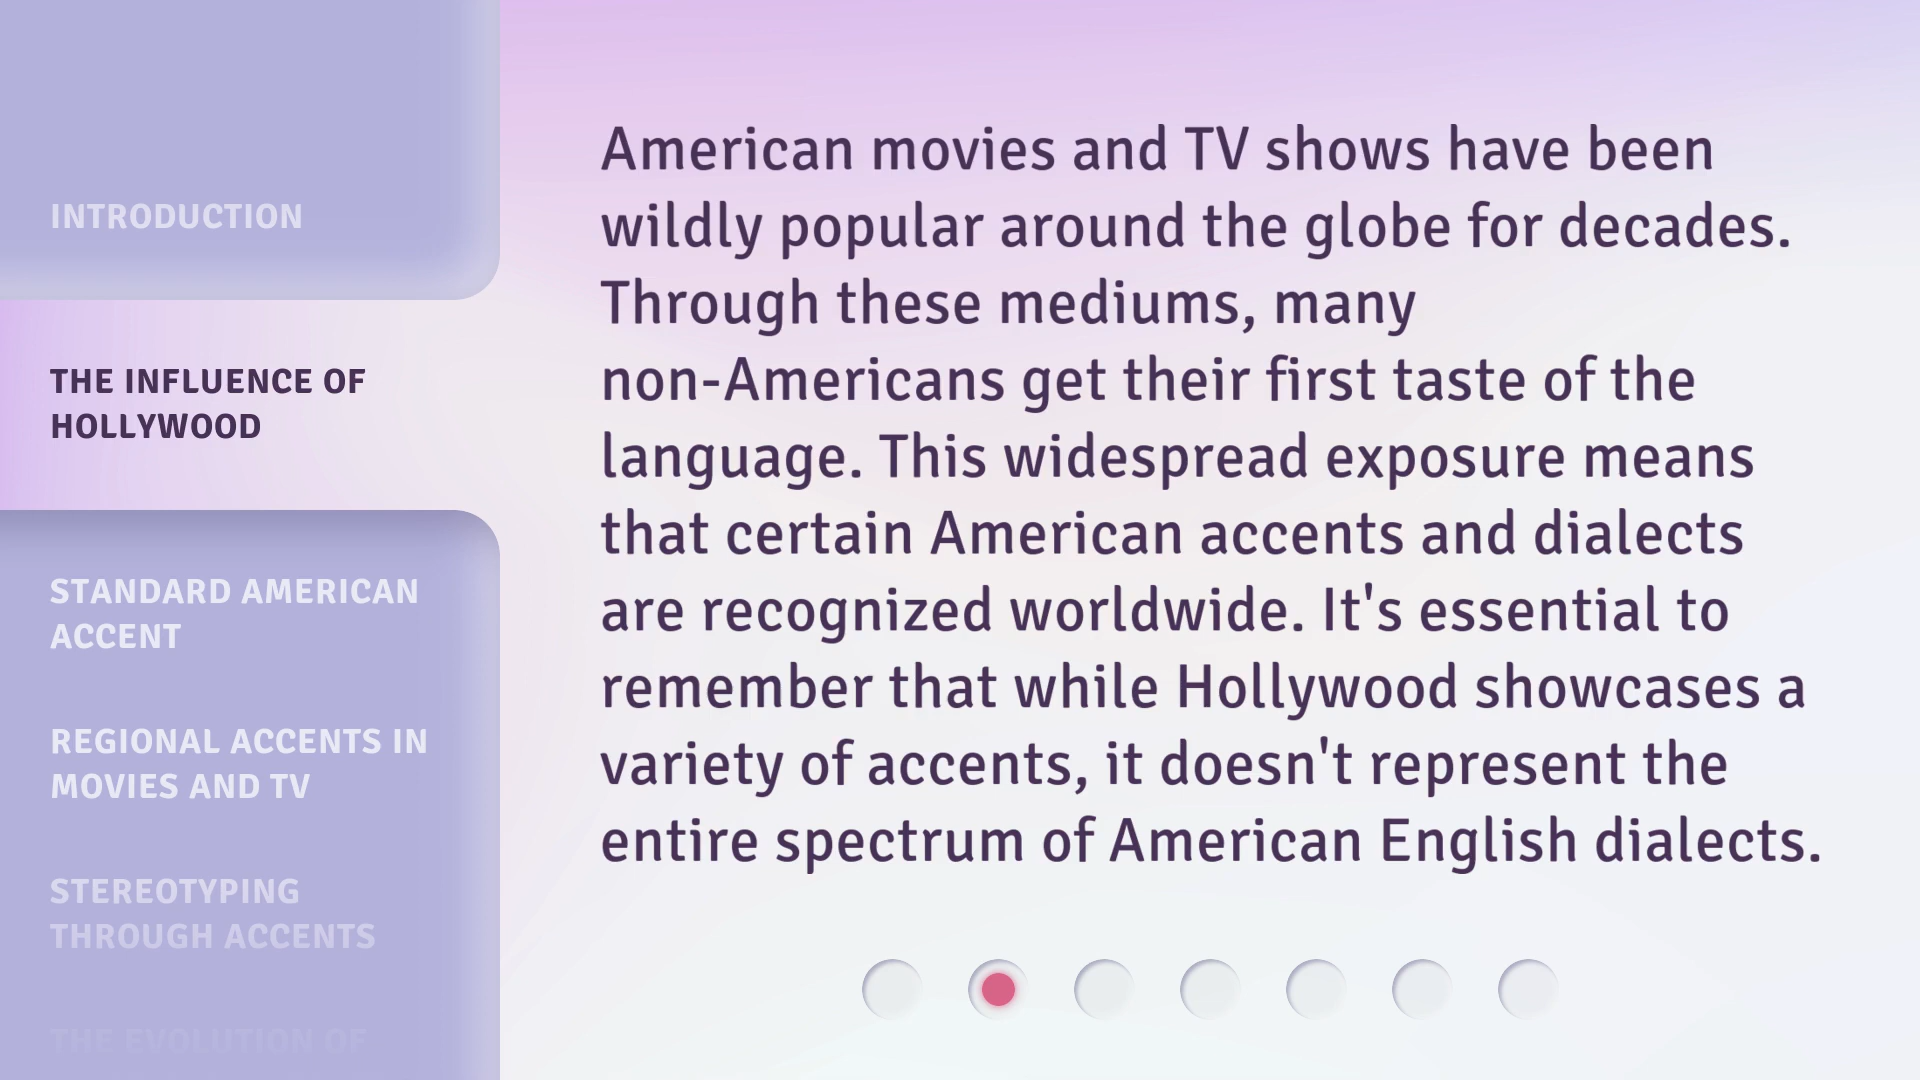 INTRODUCTION
THE INFLUENCE OF
HOLLYWOOD
STANDARD AMERICAN
ACCENT
REGIONAL ACCENTS IN
MOVIES AND TV
STEREOTYPING
THROUGH ACCENTS
THE EVOLUTION OF
American movies and TV shows have been
wildly popular around the globe for decades.
Through these mediums, many
non-Americans get their first taste of the
language. This widespread exposure means
that certain American accents and dialects
are recognized worldwide. It's essential to
remember that while Hollywood showcases a
variety of accents, it doesn't represent the
entire spectrum of American English dialects.